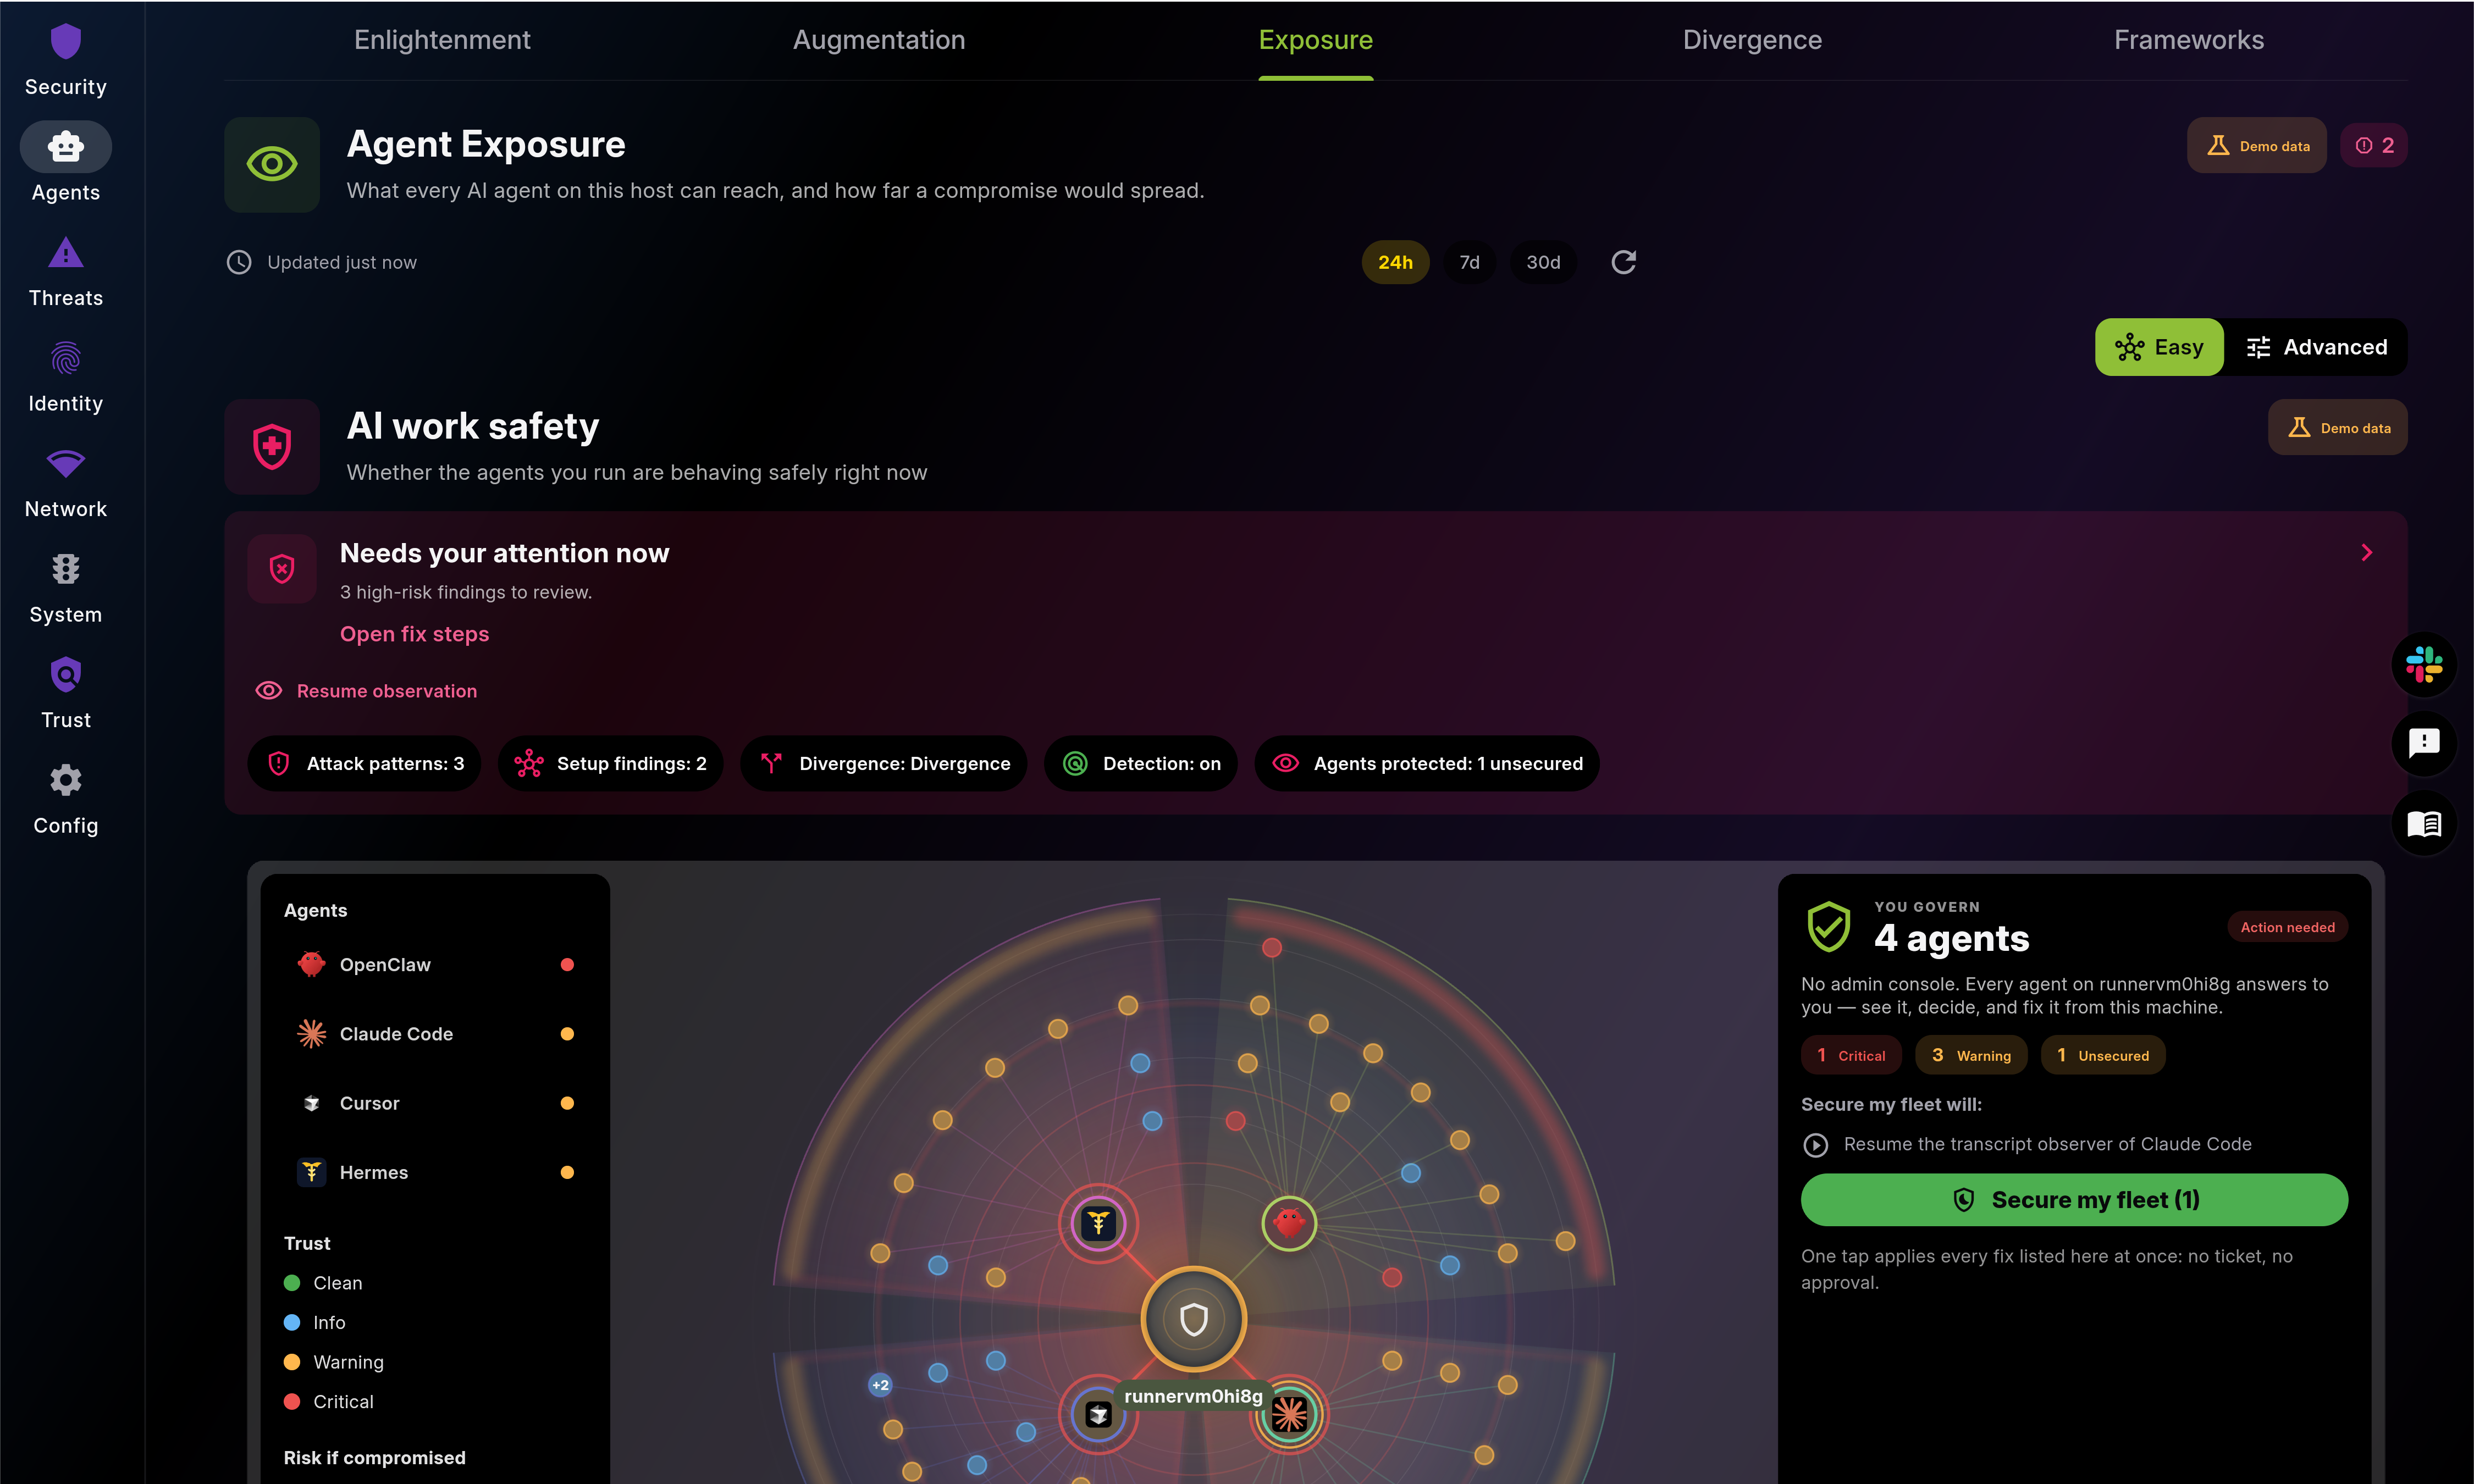 Security
Agents
Threats
Identity
Network
System
Trust
Config
Enlightenment
Augmentation
Exposure
Divergence
Frameworks
Agent Exposure
What every AI agent on this host can reach, and how far a compromise would spread.
Demo data
2
Updated just now
24h
7d
30d
Easy
Advanced
AI work safety
Whether the agents you run are behaving safely right now
Demo data
Needs your attention now
3 high-risk findings to review.
Open fix steps
Resume observation
Attack patterns: 3
Setup findings: 2
Divergence: Divergence
Detection: on
Agents protected: 1 unsecured
Agents
OpenClaw
Claude Code
Cursor
Hermes
Trust
Clean
Info
Warning
Critical
Risk if compromised
+2
runnervm0hi8g
YOU GOVERN
4 agents
Action needed
No admin console. Every agent on runnervm0hi8g answers to
you — see it, decide, and fix it from this machine.
1 Critical
3 Warning
1 Unsecured
Secure my fleet will:
Resume the transcript observer of Claude Code
Secure my fleet (1)
One tap applies every fix listed here at once: no ticket, no
approval.